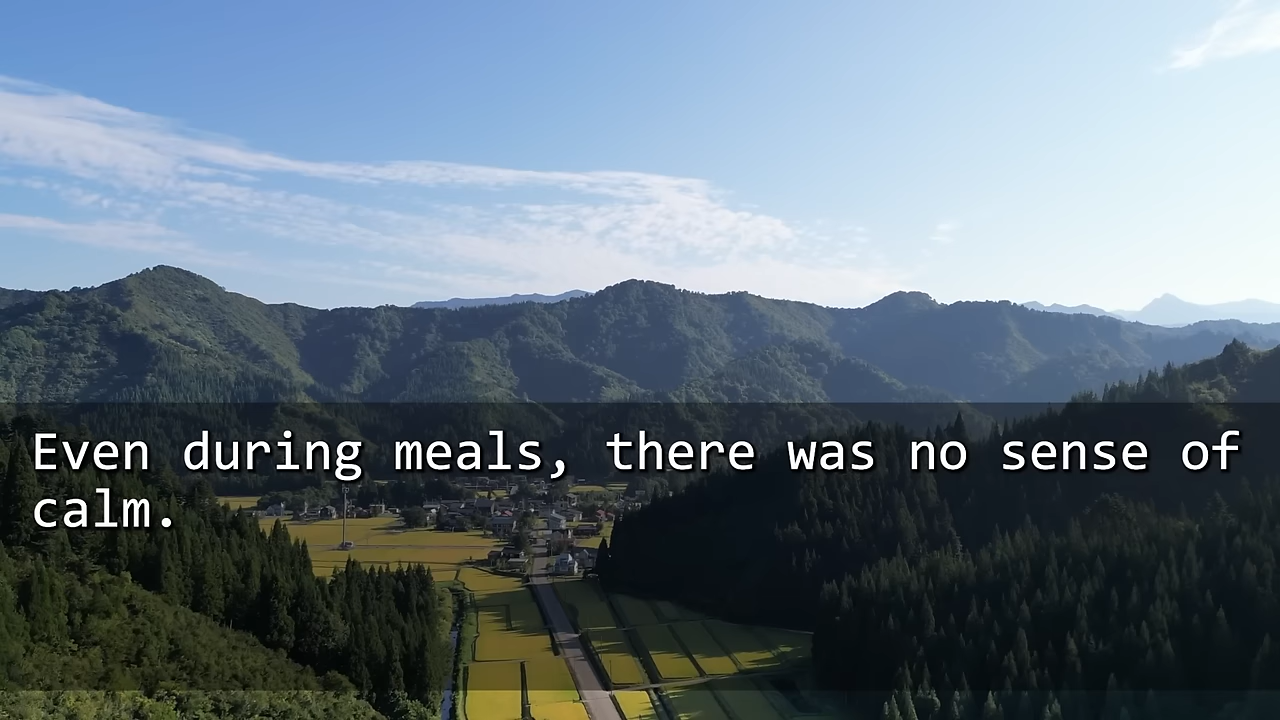 Even during meals, there was no sense of
calm.